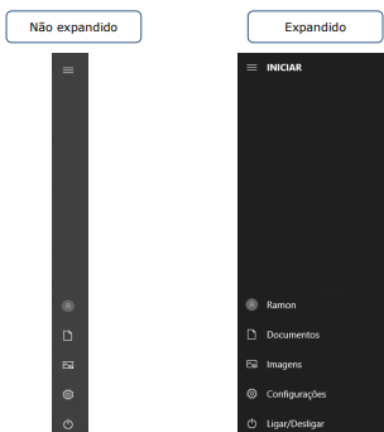 Não expandido
Expandido
INICIAR
Ramon
Documentos
Imagens
Configurações
Ligar/Desligar